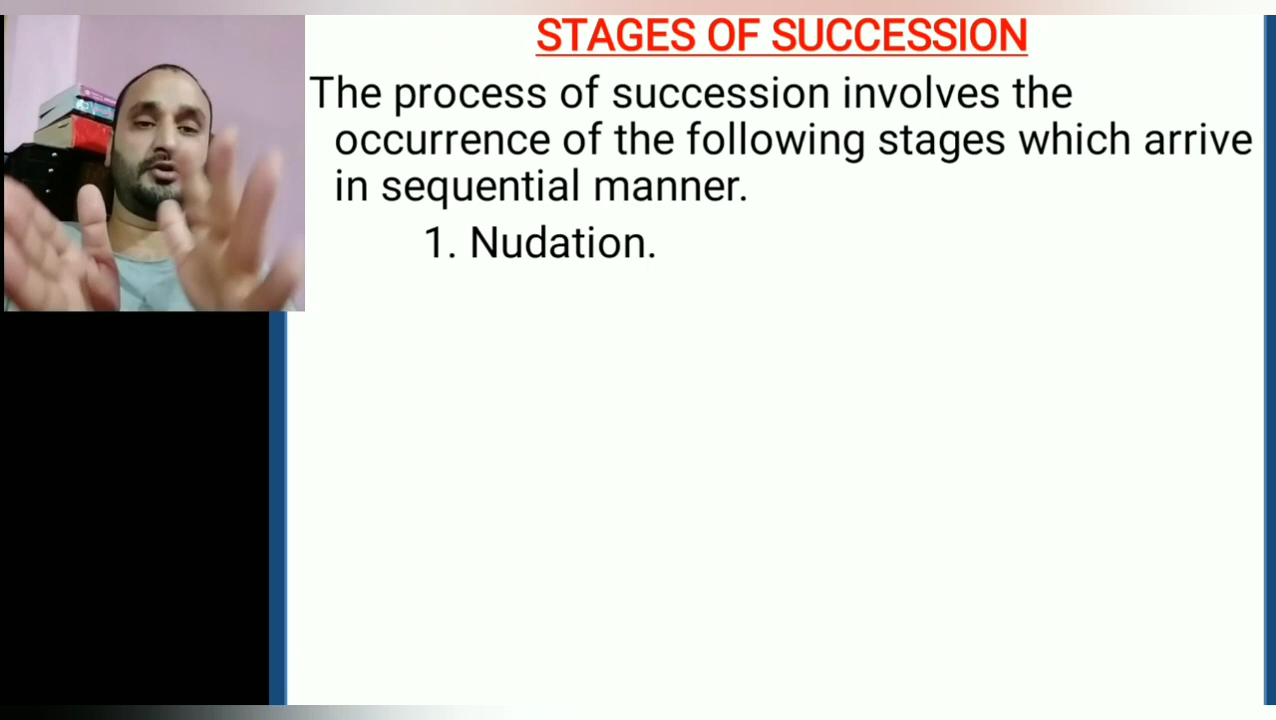 STAGES OF SUCCESSION
The process of succession involves the
occurrence of the following stages which arrive
in sequential manner.
1. Nudation.